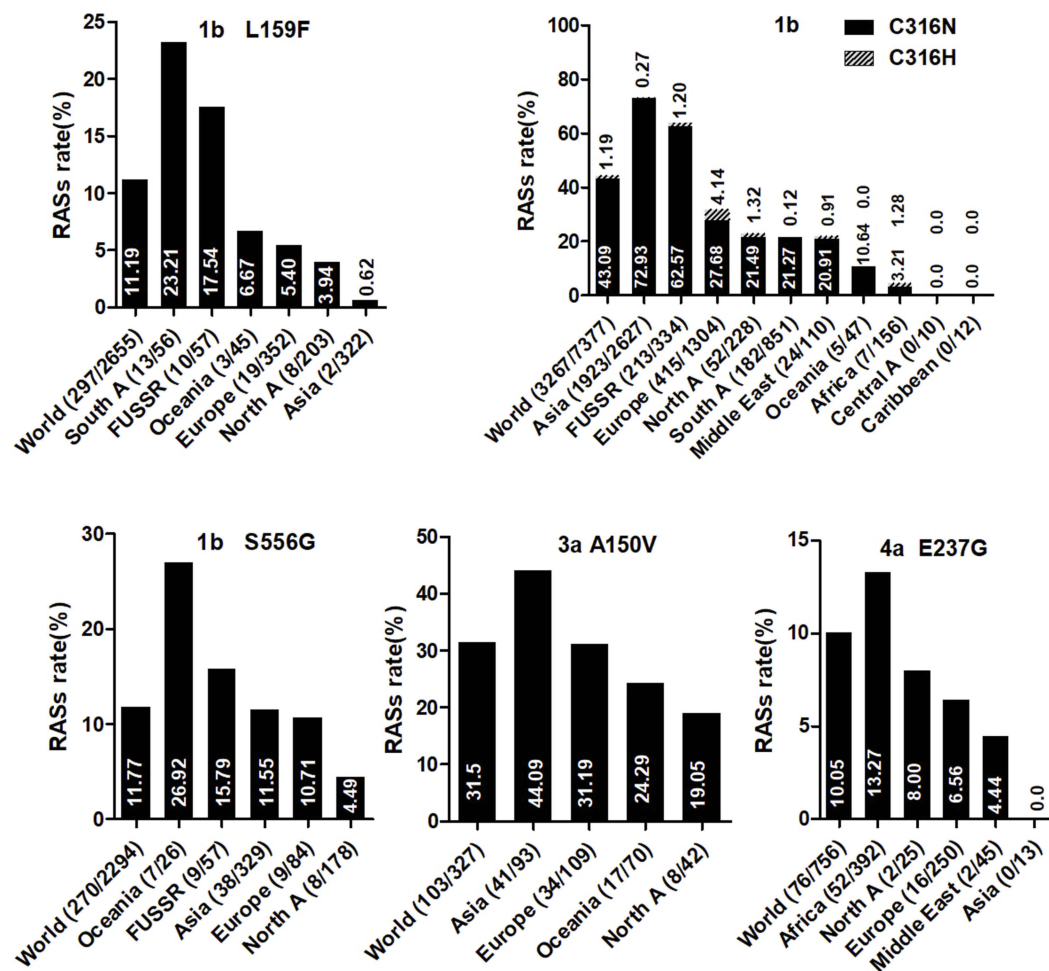 1b L159F
RASs rate(%)
25
20
15
10
5
0
11.19
23.21
17.54
6.67
5.40
3.94
0.62
World (297/2655)
South A (13/56)
FUSSR (10/57)
Oceania (3/45)
Europe (19/352)
North A (8/203)
Asia (2/322)
1b
C316N
C316H
RASs rate(%)
100
80
60
40
20
0
1.19
0.27
1.20
4.14
1.32
0.12
0.91
0.0
1.28
0.0
0.0
43.09
72.93
62.57
27.68
21.49
21.27
20.91
10.64
3.21
0.0
0.0
World (3267/7377)
Asia (1923/2627)
FUSSR (213/334)
Europe (415/1304)
North A (52/228)
South A (182/851)
Middle East (24/110)
Oceania (5/47)
Africa (7/156)
Central A (0/10)
Caribbean (0/12)
1b S556G
RASs rate(%)
30
20
10
0
11.77
26.92
15.79
11.55
10.71
4.49
World (270/2294)
Oceania (7/26)
FUSSR (9/57)
Asia (38/329)
Europe (9/84)
North A (8/178)
3a A150V
RASs rate(%)
50
40
30
20
10
0
31.5
44.09
31.19
24.29
19.05
World (103/327)
Asia (41/93)
Europe (34/109)
Oceania (17/70)
North A (8/42)
4a E237G
RASs rate(%)
15
10
5
0
10.05
13.27
8.00
6.56
4.44
0.0
World (76/756)
Africa (52/392)
North A (2/25)
Europe (16/250)
Middle East (2/45)
Asia (0/13)